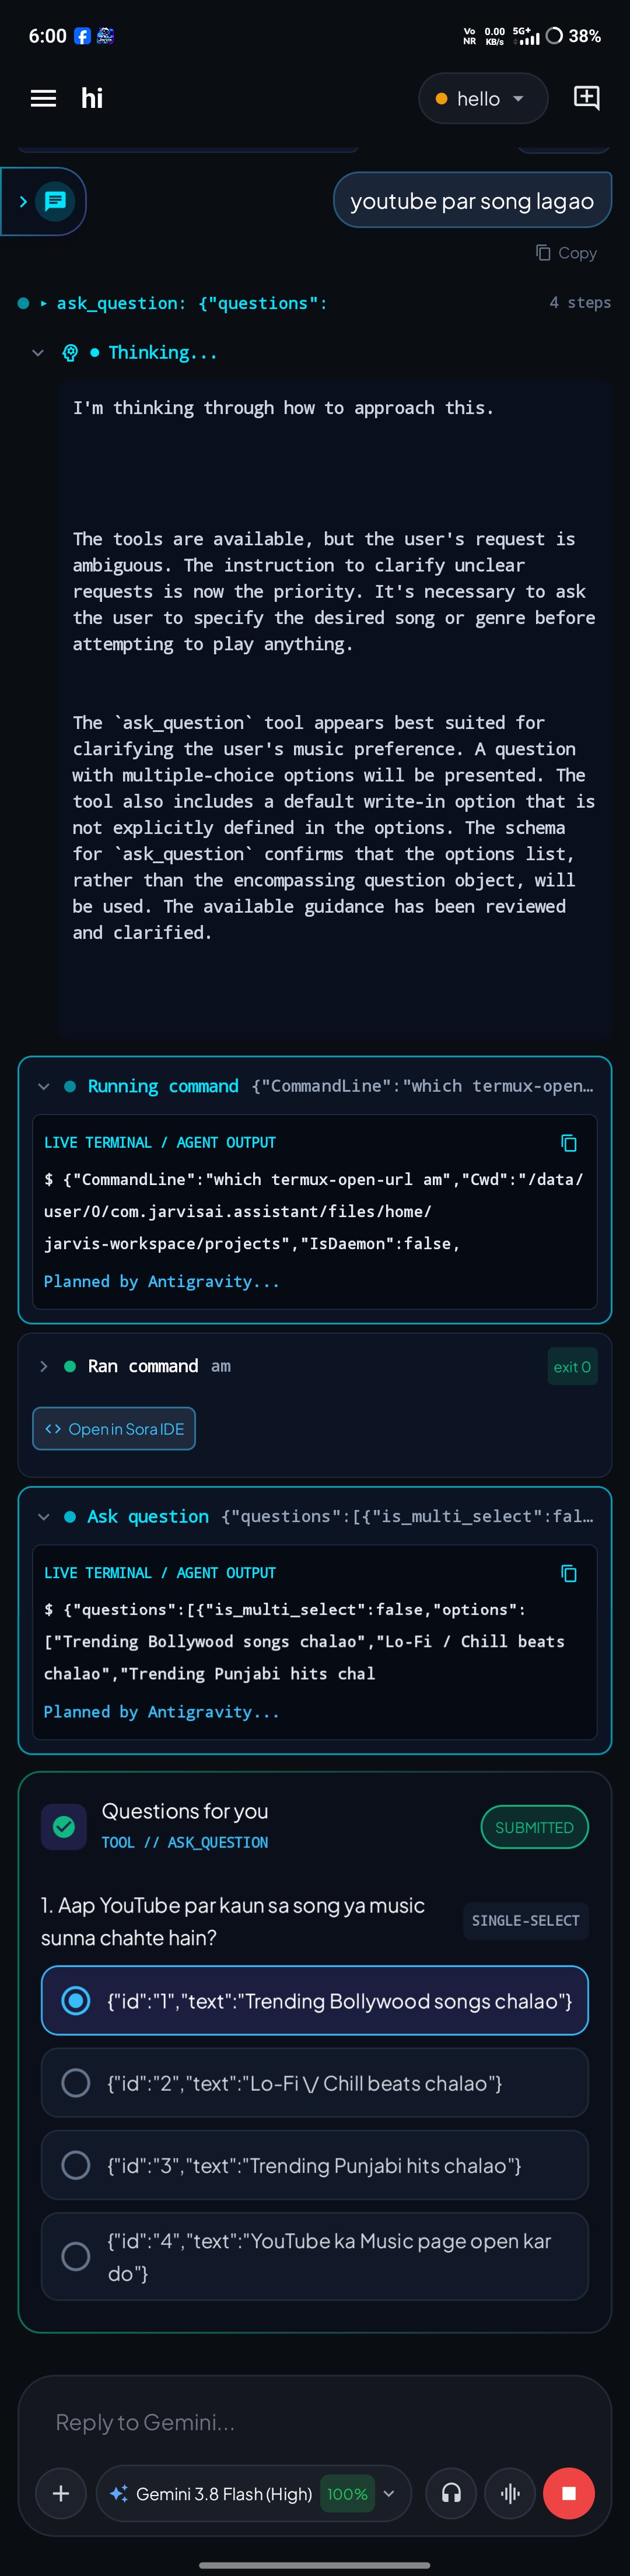 6:00
Vo NR 0.00 KB/s 5G+ 38%
hi
hello
youtube par song lagao
Copy
ask_question: {"questions":
4 steps
Thinking...
I'm thinking through how to approach this.
The tools are available, but the user's request is
ambiguous. The instruction to clarify unclear
requests is now the priority. It's necessary to ask
the user to specify the desired song or genre before
attempting to play anything.
The `ask_question` tool appears best suited for
clarifying the user's music preference. A question
with multiple-choice options will be presented. The
tool also includes a default write-in option that is
not explicitly defined in the options. The schema
for `ask_question` confirms that the options list,
rather than the encompassing question object, will
be used. The available guidance has been reviewed
and clarified.
Running command {"CommandLine":"which termux-open…
LIVE TERMINAL / AGENT OUTPUT
$ {"CommandLine":"which termux-open-url am","Cwd":"/data/
user/0/com.jarvisai.assistant/files/home/
jarvis-workspace/projects","IsDaemon":false,
Planned by Antigravity...
Ran command am
exit 0
Open in Sora IDE
Ask question {"questions":[{"is_multi_select":fal…
LIVE TERMINAL / AGENT OUTPUT
$ {"questions":[{"is_multi_select":false,"options":
["Trending Bollywood songs chalao","Lo-Fi / Chill beats
chalao","Trending Punjabi hits chal
Planned by Antigravity...
Questions for you
TOOL // ASK_QUESTION
SUBMITTED
1. Aap YouTube par kaun sa song ya music
sunna chahte hain?
SINGLE-SELECT
{"id":"1","text":"Trending Bollywood songs chalao"}
{"id":"2","text":"Lo-Fi \/ Chill beats chalao"}
{"id":"3","text":"Trending Punjabi hits chalao"}
{"id":"4","text":"YouTube ka Music page open kar
do"}
Reply to Gemini...
Gemini 3.8 Flash (High) 100%